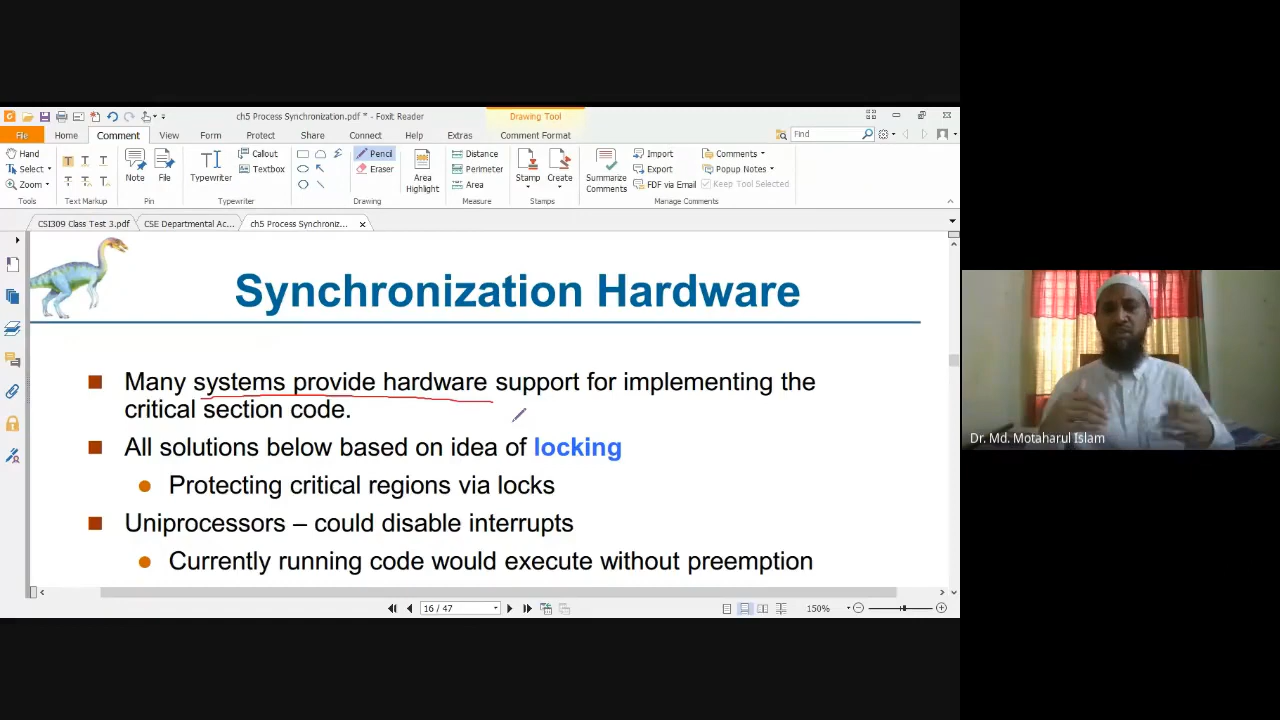 ch5 Process Synchronization.pdf * - Foxit Reader
Drawing Tool
File Home Comment View Form Protect Share Connect Help Extras Comment Format Find
Hand
Select
Zoom
Tools
T T T
T T T
Text Markup
Note
File
Pin
Typewriter
Callout
Textbox
Typewriter
Pencil
Eraser
Drawing
Area
Highlight
Distance
Perimeter
Area
Measure
Stamp
Create
Stamps
Summarize
Comments
Import
Export
FDF via Email
Comments
Popup Notes
Keep Tool Selected
Manage Comments
CSI309 Class Test 3.pdf
CSE Departmental Ac...
ch5 Process Synchroniz...
Synchronization Hardware
Many systems provide hardware support for implementing the
critical section code.
All solutions below based on idea of locking
Protecting critical regions via locks
Uniprocessors – could disable interrupts
Currently running code would execute without preemption
16 / 47
150%
Dr. Md. Motaharul Islam